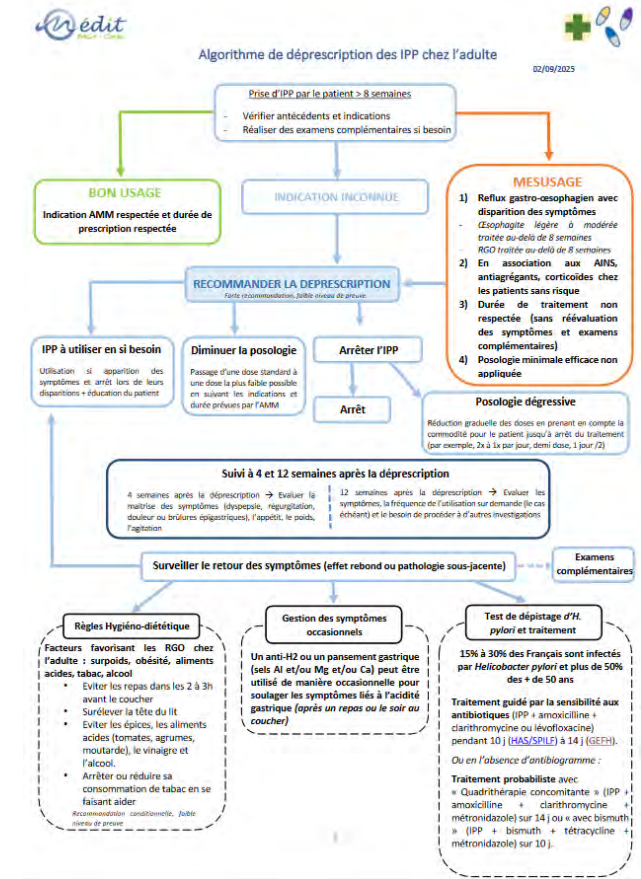 édit
PACA - Corse
Algorithme de déprescription des IPP chez l'adulte
02/09/2025
Prise d'IPP par le patient > 8 semaines
- Vérifier antécédents et indications
- Réaliser des examens complémentaires si besoin
BON USAGE
Indication AMM respectée et durée de
prescription respectée
INDICATION INCONNUE
MESUSAGE
1) Reflux gastro-œsophagien avec
disparition des symptômes
- Œsophagite légère à modérée
traitée au-delà de 8 semaines
- RGO traitée au-delà de 8 semaines
2) En association aux AINS,
antiagrégants, corticoïdes chez
les patients sans risque
3) Durée de traitement non
respectée (sans réévaluation
des symptômes et examens
complémentaires)
4) Posologie minimale efficace non
appliquée
RECOMMANDER LA DEPRESCRIPTION
Forte recommandation, faible niveau de preuve
IPP à utiliser en si besoin
Utilisation si apparition des
symptômes et arrêt lors de leurs
disparitions + éducation du patient
Diminuer la posologie
Passage d'une dose standard à
une dose la plus faible possible
en suivant les indications et
durée prévues par l'AMM
Arrêter l'IPP
Arrêt
Posologie dégressive
Réduction graduelle des doses en prenant en compte la
commodité pour le patient jusqu'à arrêt du traitement
(par exemple, 2x à 1x par jour, demi dose, 1 jour /2)
Suivi à 4 et 12 semaines après la déprescription
4 semaines après la déprescription → Evaluer la
maitrise des symptômes (dyspepsie, régurgitation,
douleur ou brûlures épigastriques), l'appétit, le poids,
l'agitation
12 semaines après la déprescription → Evaluer les
symptômes, la fréquence de l'utilisation sur demande (le cas
échéant) et le besoin de procéder à d'autres investigations
Surveiller le retour des symptômes (effet rebond ou pathologie sous-jacente)
Examens
complémentaires
Règles Hygiéno-diététique
Facteurs favorisant les RGO chez
l'adulte : surpoids, obésité, aliments
acides, tabac, alcool
• Eviter les repas dans les 2 à 3h
avant le coucher
• Surélever la tête du lit
• Eviter les épices, les aliments
acides (tomates, agrumes,
moutarde), le vinaigre et
l'alcool.
• Arrêter ou réduire sa
consommation de tabac en se
faisant aider
Recommandation conditionnelle, faible
niveau de preuve
Gestion des symptômes
occasionnels
Un anti-H2 ou un pansement gastrique
(sels Al et/ou Mg et/ou Ca) peut être
utilisé de manière occasionnelle pour
soulager les symptômes liés à l'acidité
gastrique (après un repas ou le soir au
coucher)
Test de dépistage d'H.
pylori et traitement
15% à 30% des Français sont infectés
par Helicobacter pylori et plus de 50%
des + de 50 ans
Traitement guidé par la sensibilité aux
antibiotiques (IPP + amoxicilline +
clarithromycine ou lévofloxacine)
pendant 10 j (HAS/SPILF) à 14 j (GEFH).
Ou en l'absence d'antibiogramme :
Traitement probabiliste avec
« Quadrithérapie concomitante » (IPP +
amoxicilline + clarithromycine +
métronidazole) sur 14 j ou « avec bismuth
» (IPP + bismuth + tétracycline +
métronidazole) sur 10 j.